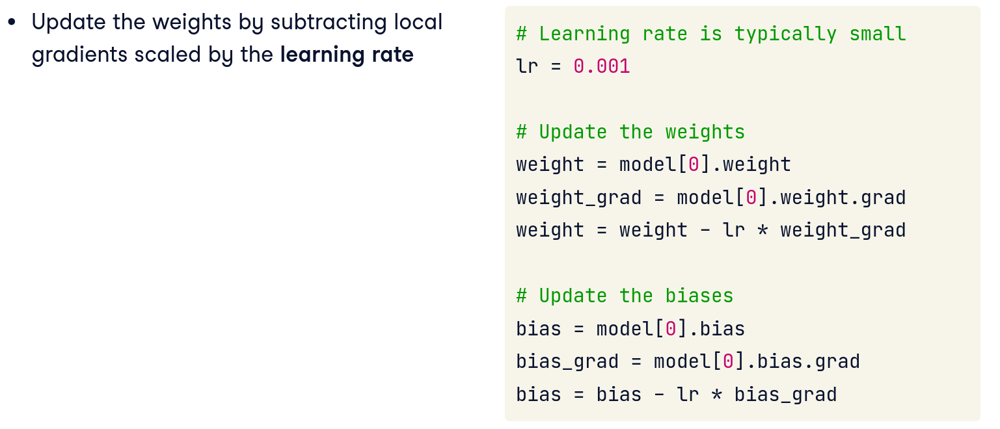 • Update the weights by subtracting local
gradients scaled by the learning rate
# Learning rate is typically small
lr = 0.001
# Update the weights
weight = model[0].weight
weight_grad = model[0].weight.grad
weight = weight - lr * weight_grad
# Update the biases
bias = model[0].bias
bias_grad = model[0].bias.grad
bias = bias - lr * bias_grad